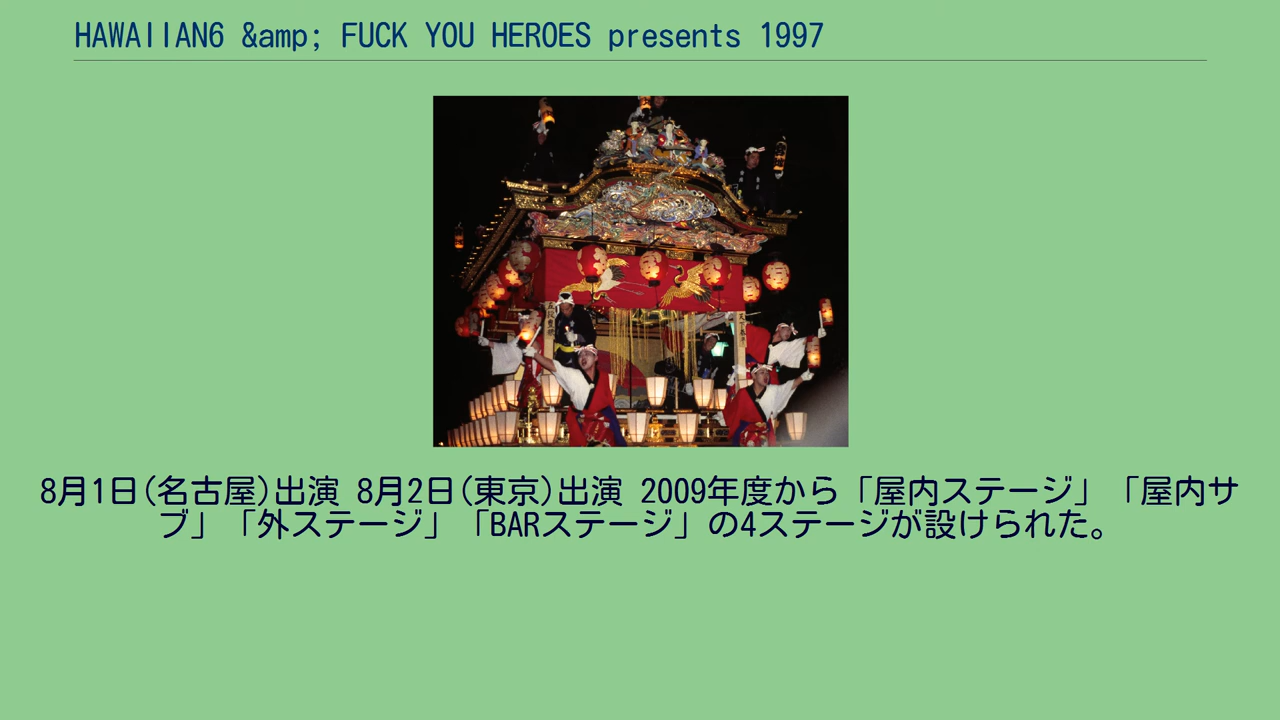 HAWAIIAN6 &amp; FUCK YOU HEROES presents 1997
8月1日(名古屋)出演 8月2日(東京)出演 2009年度から「屋内ステージ」「屋内サ
ブ」「外ステージ」「BARステージ」の4ステージが設けられた。